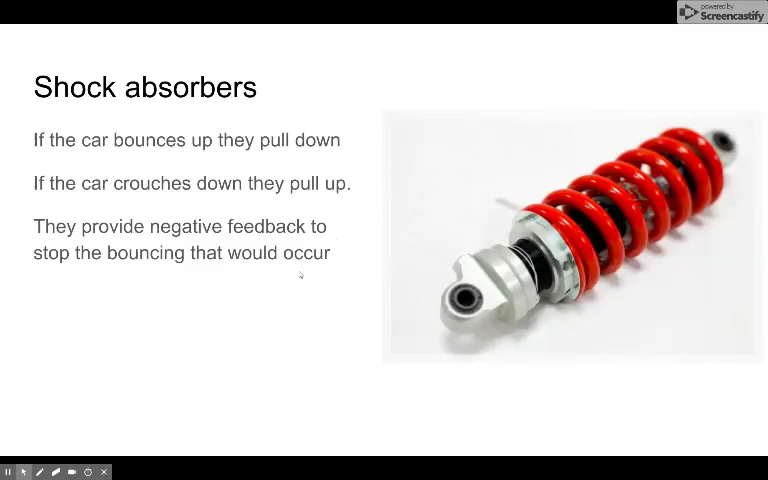 powered by
Screencastify
Shock absorbers
If the car bounces up they pull down
If the car crouches down they pull up.
They provide negative feedback to
stop the bouncing that would occur